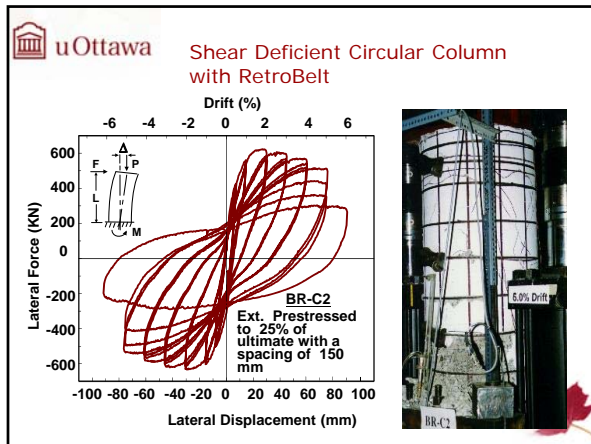 uOttawa
Shear Deficient Circular Column
with RetroBelt
Drift (%)
-6 -4 -2 0 2 4 6
Lateral Force (KN)
600
400
200
0
-200
-400
-600
Δ
F
P
L
M
BR-C2
Ext. Prestressed
to 25% of
ultimate with a
spacing of 150
mm
-100 -80 -60 -40 -20 0 20 40 60 80 100
Lateral Displacement (mm)
6.0% Drift
BR-C2